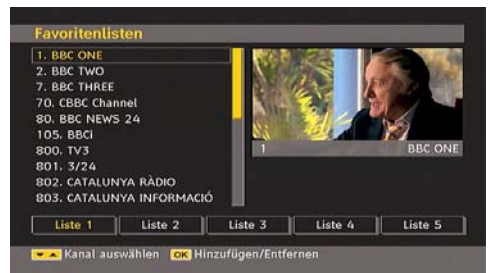 Favoritenlisten
1. BBC ONE
2. BBC TWO
7. BBC THREE
70. CBBC Channel
80. BBC NEWS 24
105. BBCi
800. TV3
801. 3/24
802. CATALUNYA RÀDIO
803. CATALUNYA INFORMACIÓ
1 BBC ONE
Liste 1 Liste 2 Liste 3 Liste 4 Liste 5
Kanal auswählen OK Hinzufügen/Entfernen